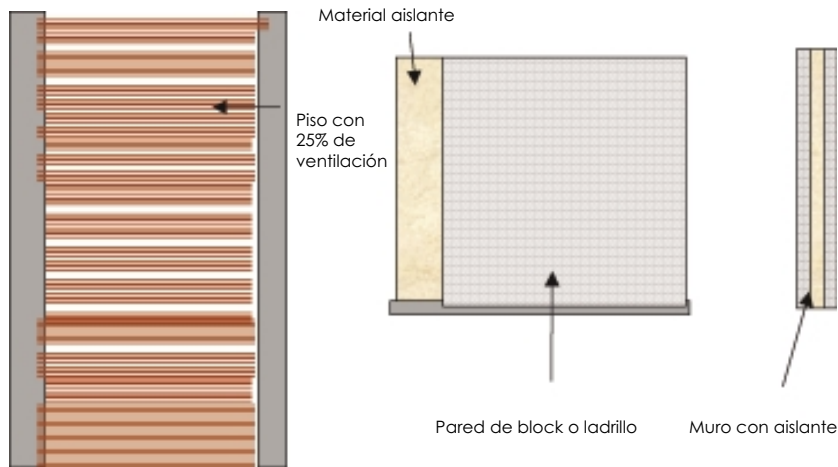 Material aislante
Piso con
25% de
ventilación
Pared de block o ladrillo
Muro con aislante